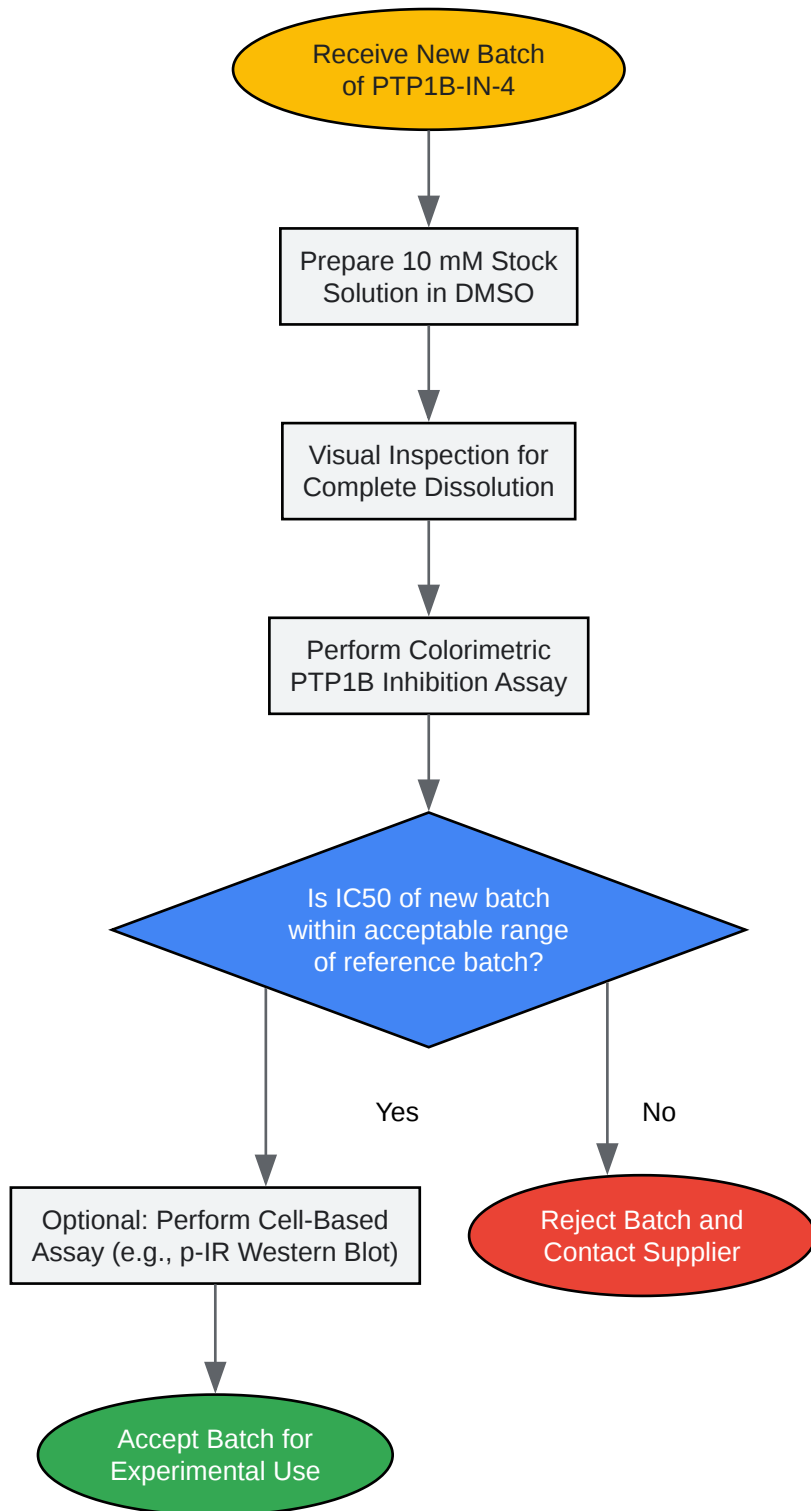 Receive New Batch
of PTP1B-IN-4
Prepare 10 mM Stock
Solution in DMSO
Visual Inspection for
Complete Dissolution
Perform Colorimetric
PTP1B Inhibition Assay
Is IC50 of new batch
within acceptable range
of reference batch?
Yes
No
Optional: Perform Cell-Based
Assay (e.g., p-IR Western Blot)
Reject Batch and
Contact Supplier
Accept Batch for
Experimental Use